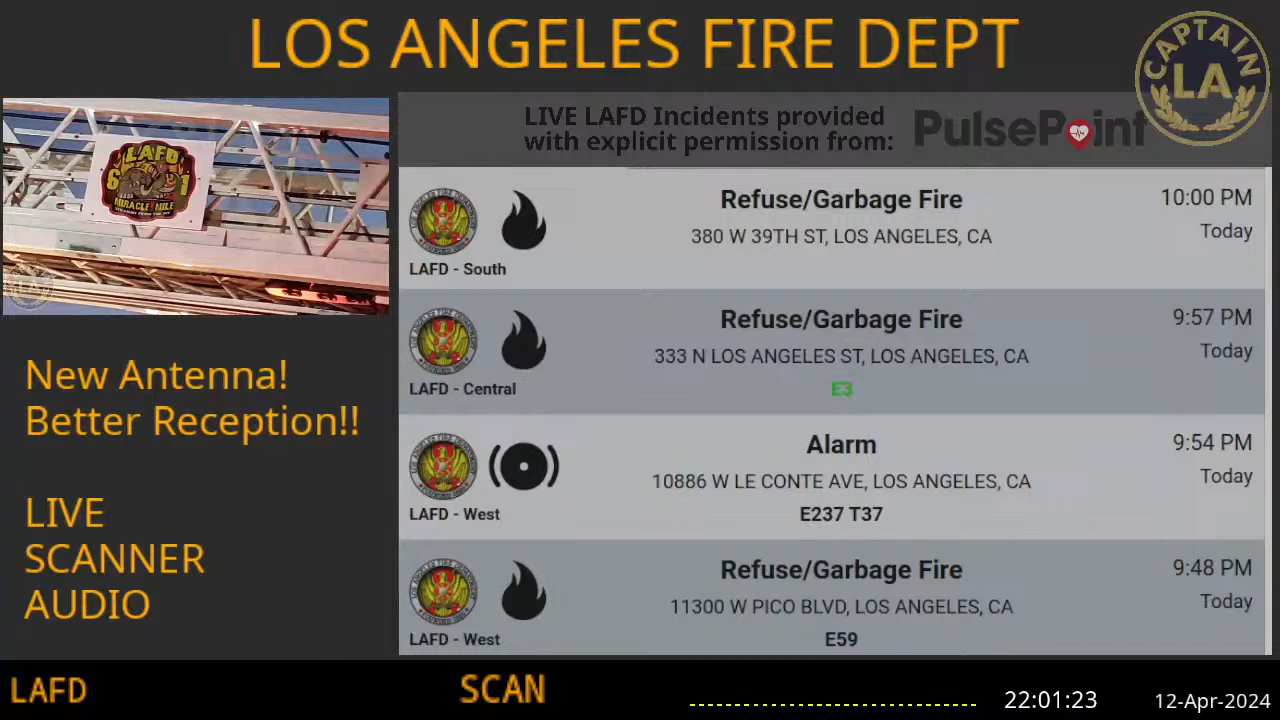 LOS ANGELES FIRE DEPT
CAPTAIN
LA
LIVE LAFD Incidents provided
with explicit permission from:
PulsePoint
LAFD
61
MIRACLE MILE
Refuse/Garbage Fire
10:00 PM
380 W 39TH ST, LOS ANGELES, CA
Today
LAFD - South
Refuse/Garbage Fire
9:57 PM
333 N LOS ANGELES ST, LOS ANGELES, CA
Today
LAFD - Central
E3
Alarm
9:54 PM
10886 W LE CONTE AVE, LOS ANGELES, CA
Today
LAFD - West
E237 T37
Refuse/Garbage Fire
9:48 PM
11300 W PICO BLVD, LOS ANGELES, CA
Today
LAFD - West
E59
New Antenna!
Better Reception!!
LIVE
SCANNER
AUDIO
LAFD
SCAN
22:01:23
12-Apr-2024